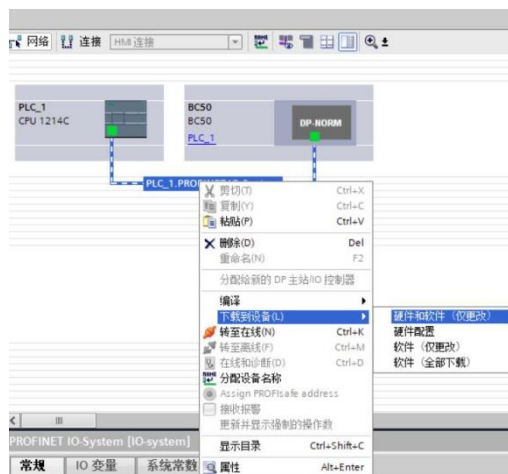 网络 连接 HMI 连接
PLC_1
CPU 1214C
BC50
BC50
PLC_1
DP-NORM
剪切(T) Ctrl+X
复制(Y) Ctrl+C
粘贴(P) Ctrl+V
删除(D) Del
重命名(N) F2
分配给新的 DP 主站/IO 控制器
编译
下载到设备(L)
硬件和软件（仅更改）
硬件配置
软件（仅更改）
软件（全部下载）
转至在线(N) Ctrl+K
转至离线(F) Ctrl+M
在线和诊断(D) Ctrl+D
分配设备名称
Assign PROFIsafe address
接收报警
更新并显示强制的操作数
显示目录 Ctrl+Shift+C
属性 Alt+Enter
PROFINET IO-System [IO-system]
常规 IO 变量 系统常数